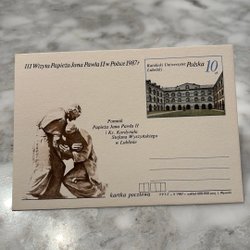 III Wizyta Papieża Jana Pawła II w Polsce 1987 r
Katolicki Uniwersytet
Lubelski
Polska 10
Pomnik
Papieża Jana Pawła II
i Ks. Kardynała
Stefana Wyszyńskiego
w Lublinie
kartka pocztowa